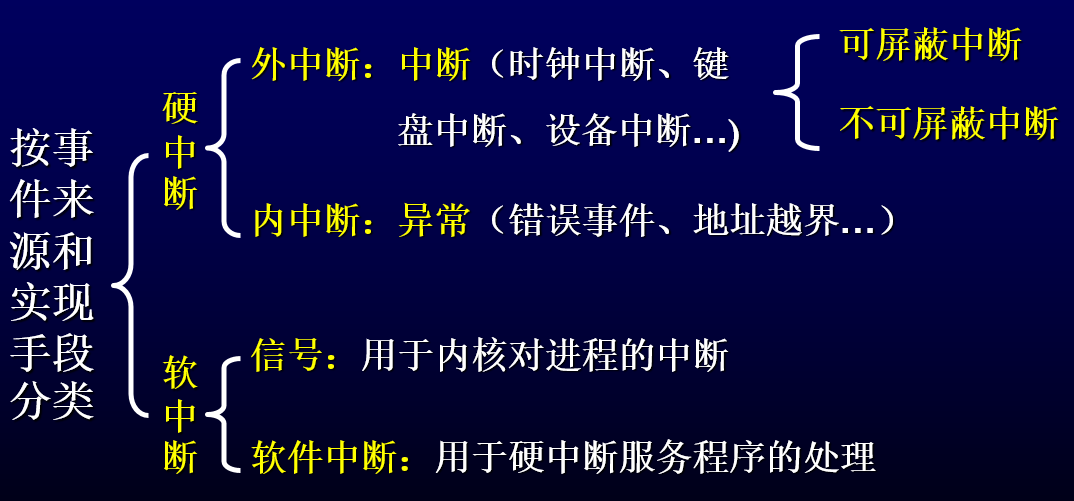 按事
件来
源和
实现
手段
分类
硬
中
断
外中断：中断（时钟中断、键
盘中断、设备中断…)
可屏蔽中断
不可屏蔽中断
内中断：异常（错误事件、地址越界…）
软
中
断
信号：用于内核对进程的中断
软件中断：用于硬中断服务程序的处理